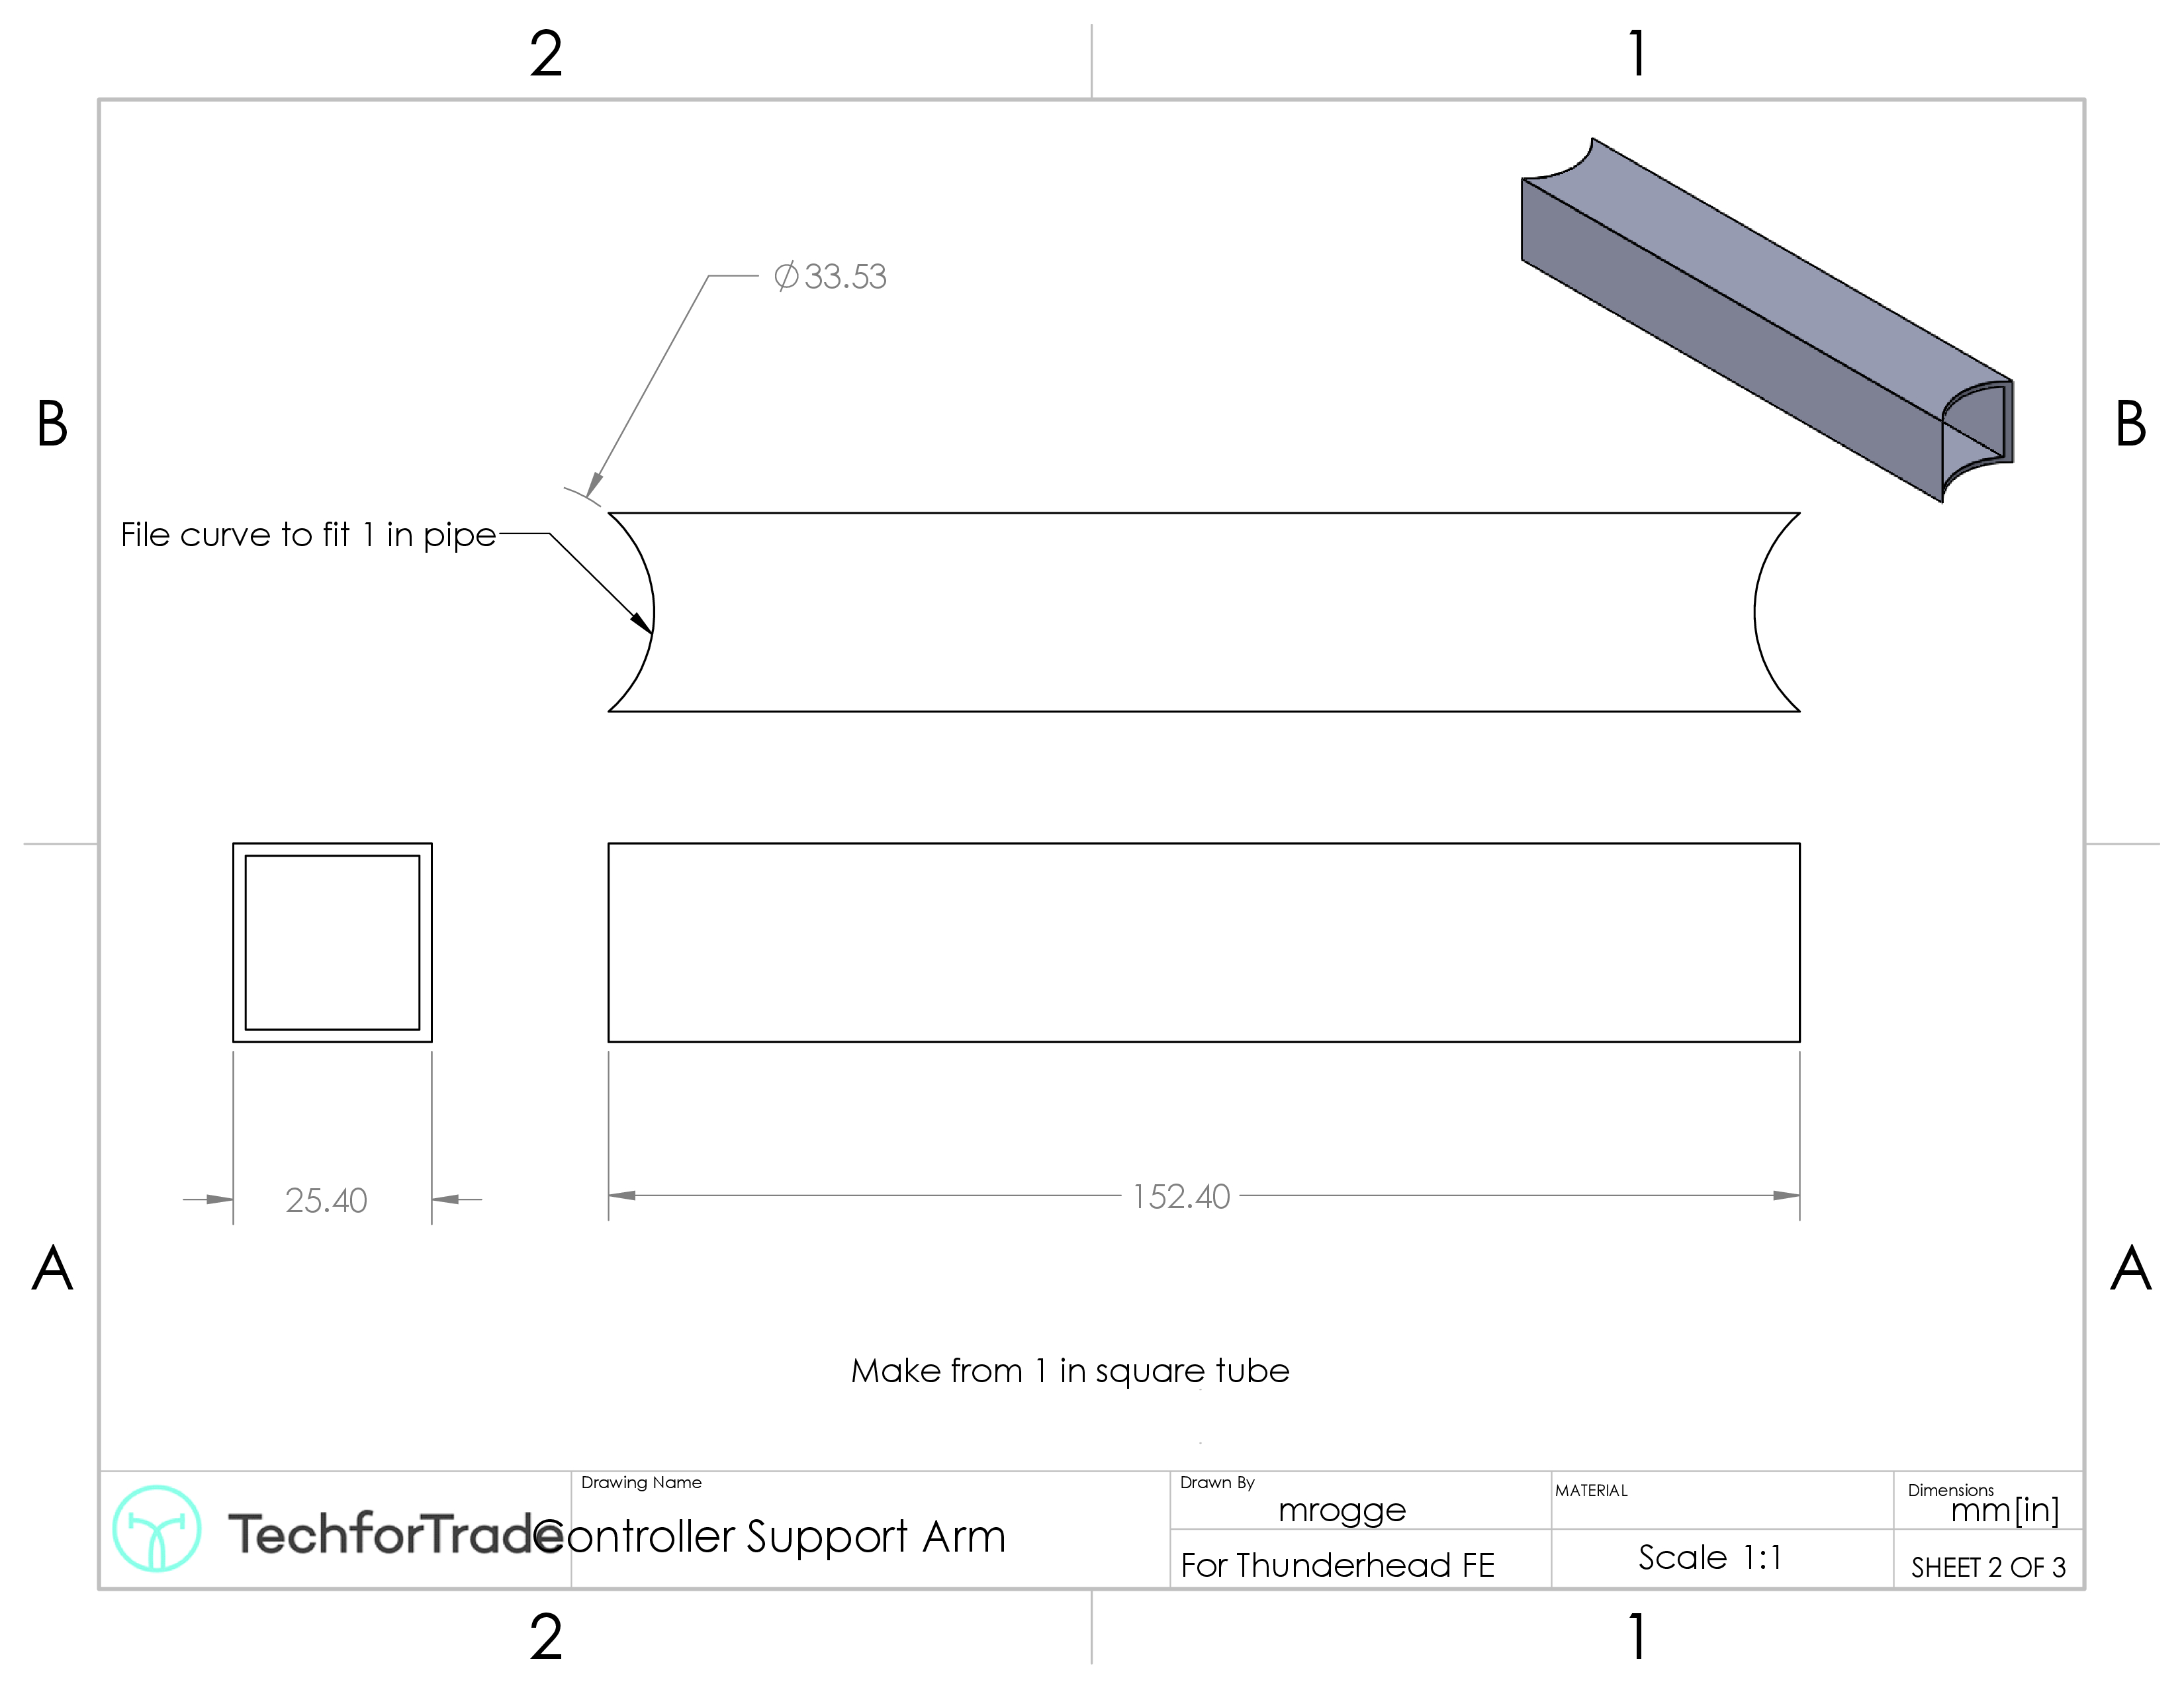 2 1
B B
Ø33.53
File curve to fit 1 in pipe
25.40 152.40
A A
Make from 1 in square tube
TechforTrade
Drawing Name
Controller Support Arm
Drawn By
mrogge
For Thunderhead FE
MATERIAL
Scale 1:1
Dimensions
mm[in]
SHEET 2 OF 3
2 1